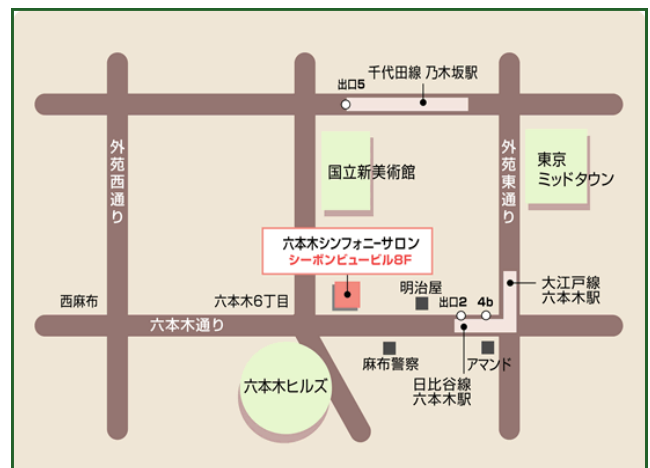 千代田線 乃木坂駅
出口5
外苑西通り
国立新美術館
外苑東通り
東京
ミッドタウン
六本木シンフォニーサロン
シーボンビュービル8F
大江戸線
六本木駅
西麻布
六本木6丁目
明治屋
出口2
4b
六本木通り
麻布警察
アマンド
日比谷線
六本木駅
六本木ヒルズ